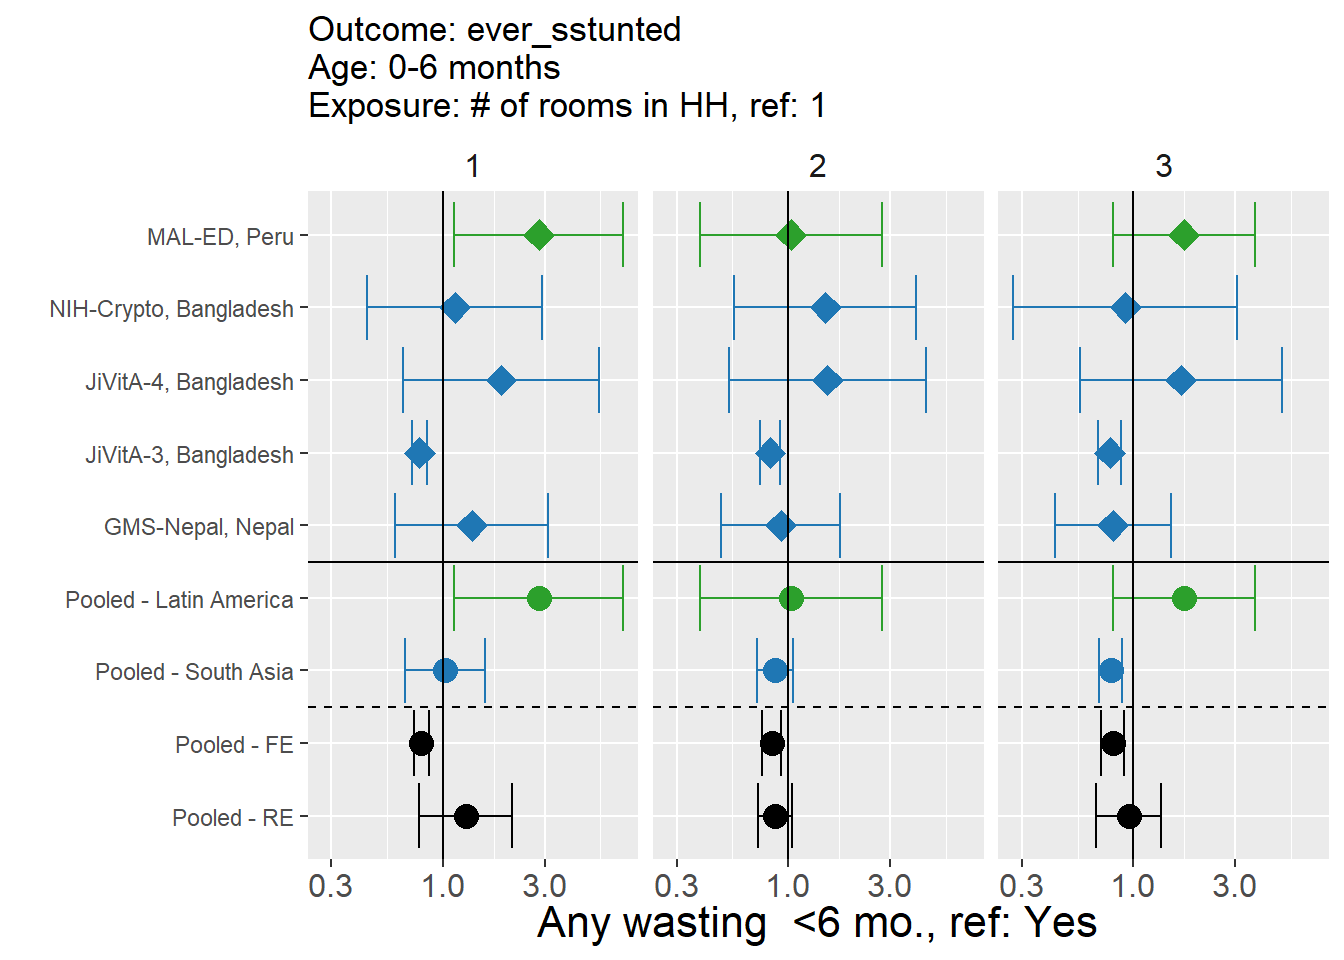 Outcome: ever_sstunted
Age: 0-6 months
Exposure: # of rooms in HH, ref: 1
1 2 3
MAL-ED, Peru
NIH-Crypto, Bangladesh
JiVitA-4, Bangladesh
JiVitA-3, Bangladesh
GMS-Nepal, Nepal
Pooled - Latin America
Pooled - South Asia
Pooled - FE
Pooled - RE
0.3 1.0 3.0 0.3 1.0 3.0 0.3 1.0 3.0
Any wasting  <6 mo., ref: Yes